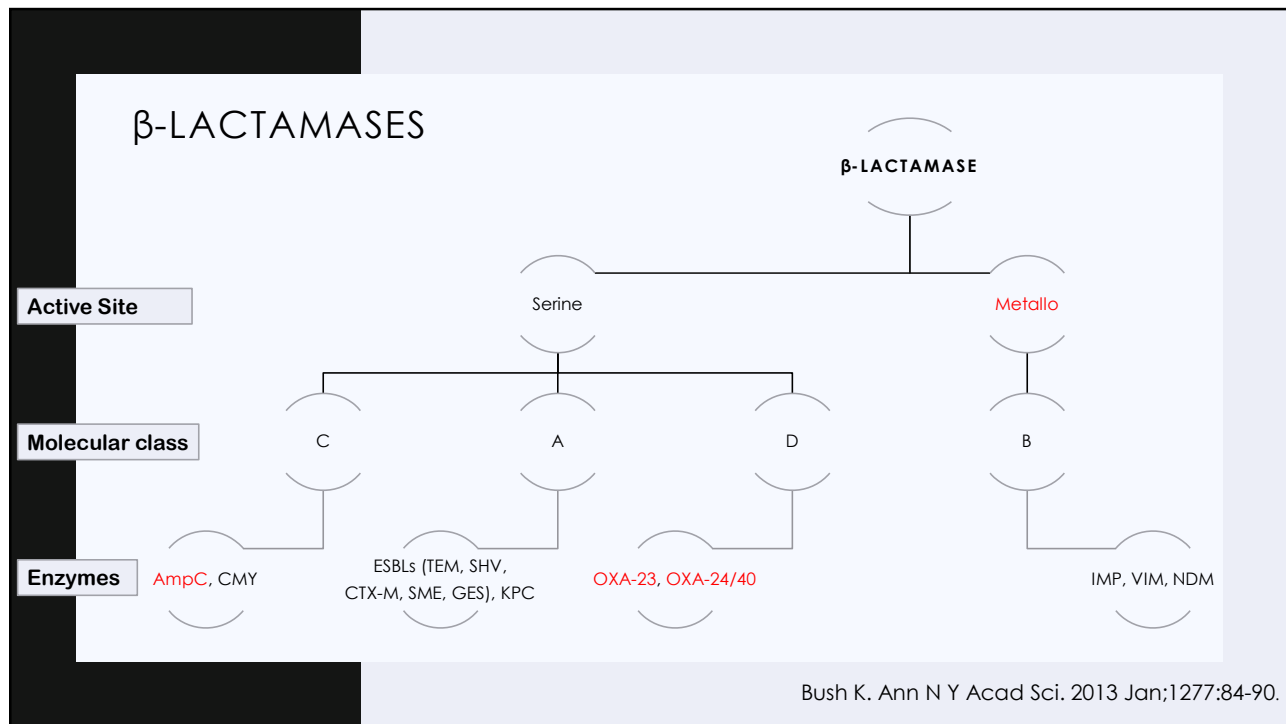 β-LACTAMASES
β-LACTAMASE
Active Site
Serine
Metallo
Molecular class
C
A
D
B
Enzymes
AmpC, CMY
ESBLs (TEM, SHV,
CTX-M, SME, GES), KPC
OXA-23, OXA-24/40
IMP, VIM, NDM
Bush K. Ann N Y Acad Sci. 2013 Jan;1277:84-90.